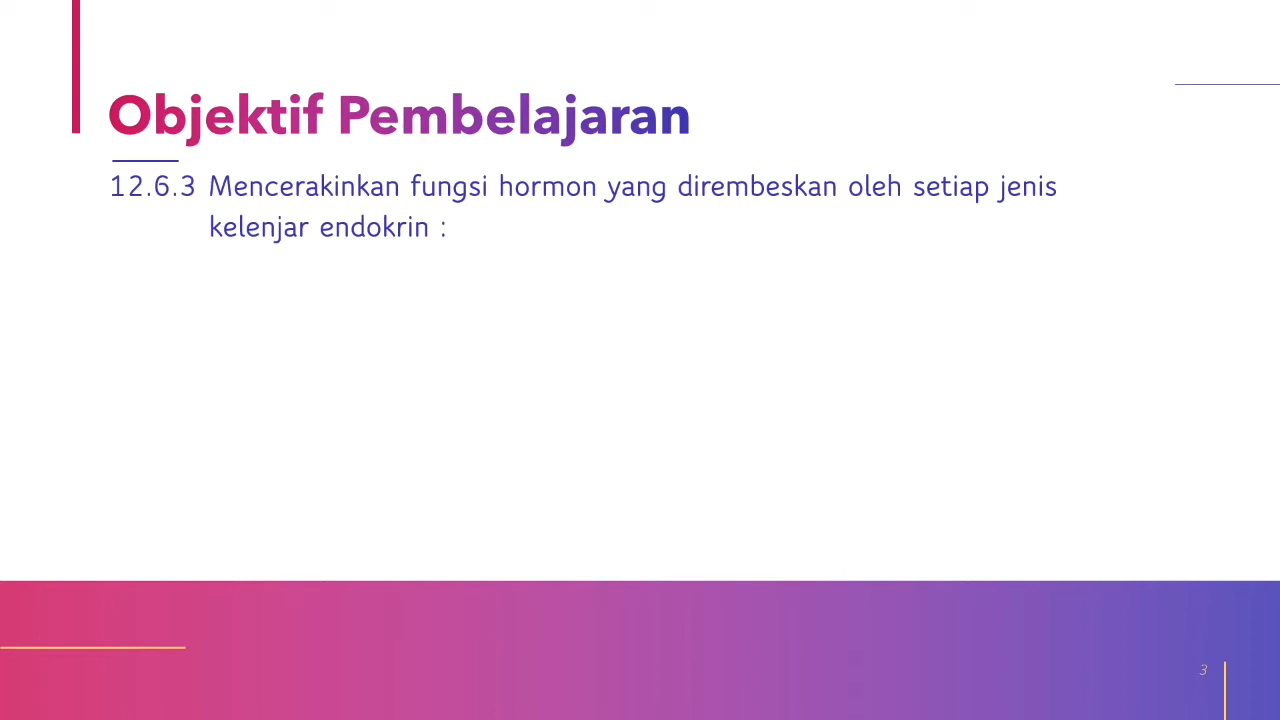 Objektif Pembelajaran
12.6.3 Mencerakinkan fungsi hormon yang dirembeskan oleh setiap jenis
kelenjar endokrin :
3